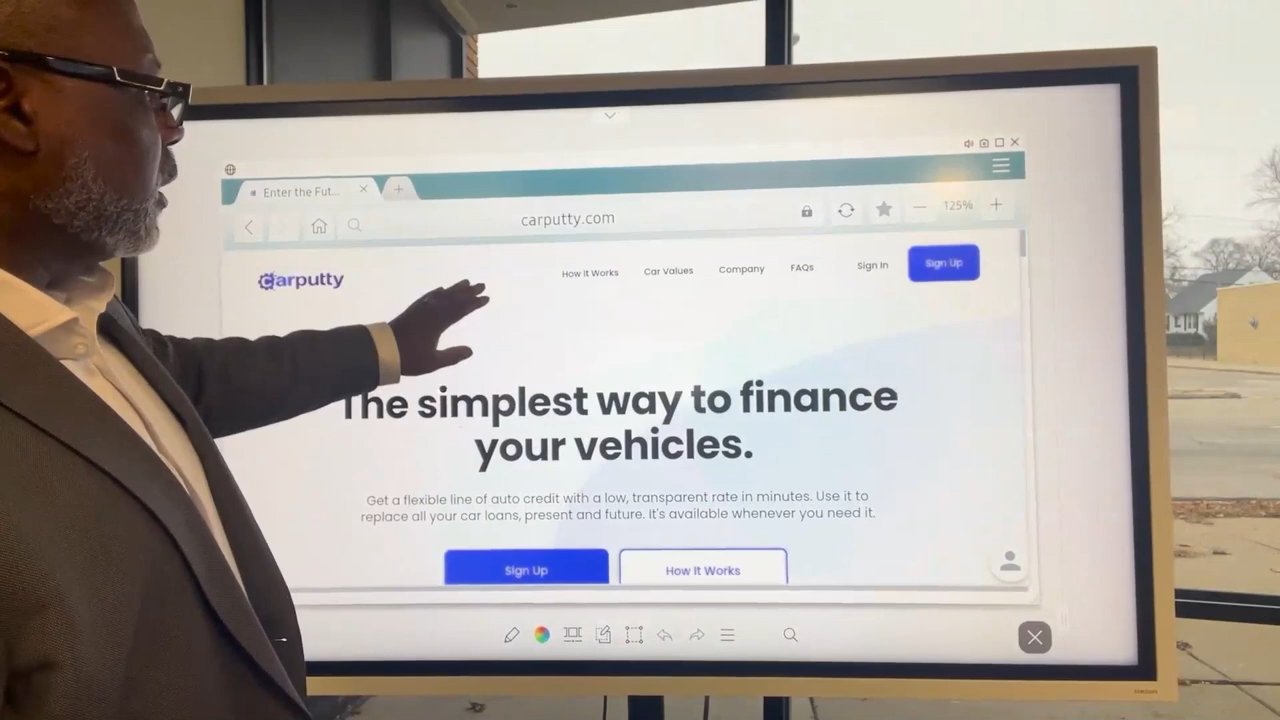 Enter the Fut...
carputty.com
125%
carputty
How it Works
Car Values
Company
FAQs
Sign In
Sign Up
The simplest way to finance
your vehicles.
Get a flexible line of auto credit with a low, transparent rate in minutes. Use it to
replace all your car loans, present and future. It's available whenever you need it.
Sign Up
How It Works
SAMSUNG